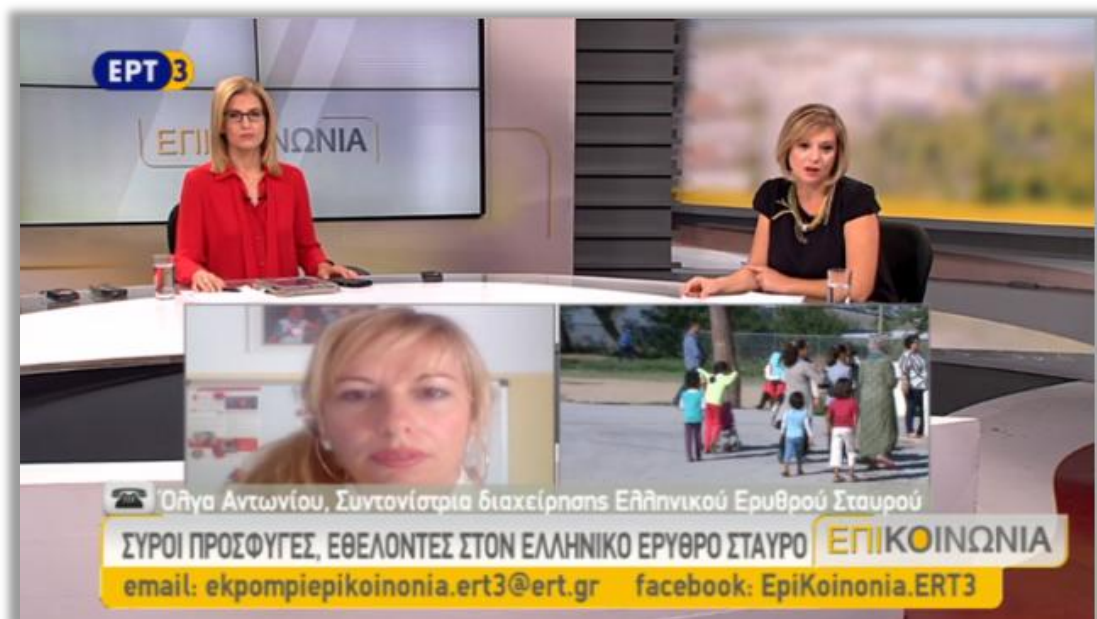 ΕΡΤ3
ΕΠΙΚΟΙΝΩΝΙΑ
Όλγα Αντωνίου, Συντονίστρια διαχείρησης Ελληνικού Ερυθρού Σταυρού
ΣΥΡΟΙ ΠΡΟΣΦΥΓΕΣ, ΕΘΕΛΟΝΤΕΣ ΣΤΟΝ ΕΛΛΗΝΙΚΟ ΕΡΥΘΡΟ ΣΤΑΥΡΟ
ΕΠΙΚΟΙΝΩΝΙΑ
email: ekpompiepikoinonia.ert3@ert.gr facebook: EpiKoinonia.ERT3